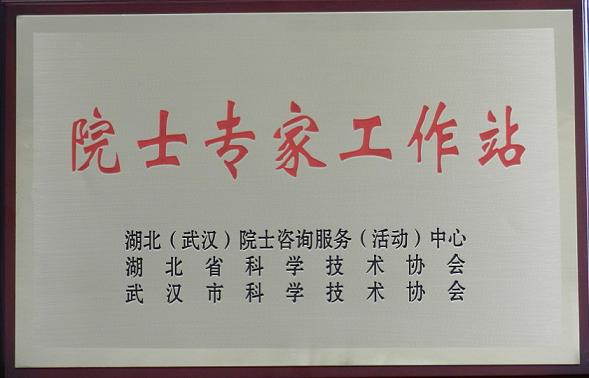 院士专家工作站
湖北（武汉）院士咨询服务（活动）中心
湖北省科学技术协会
武汉市科学技术协会